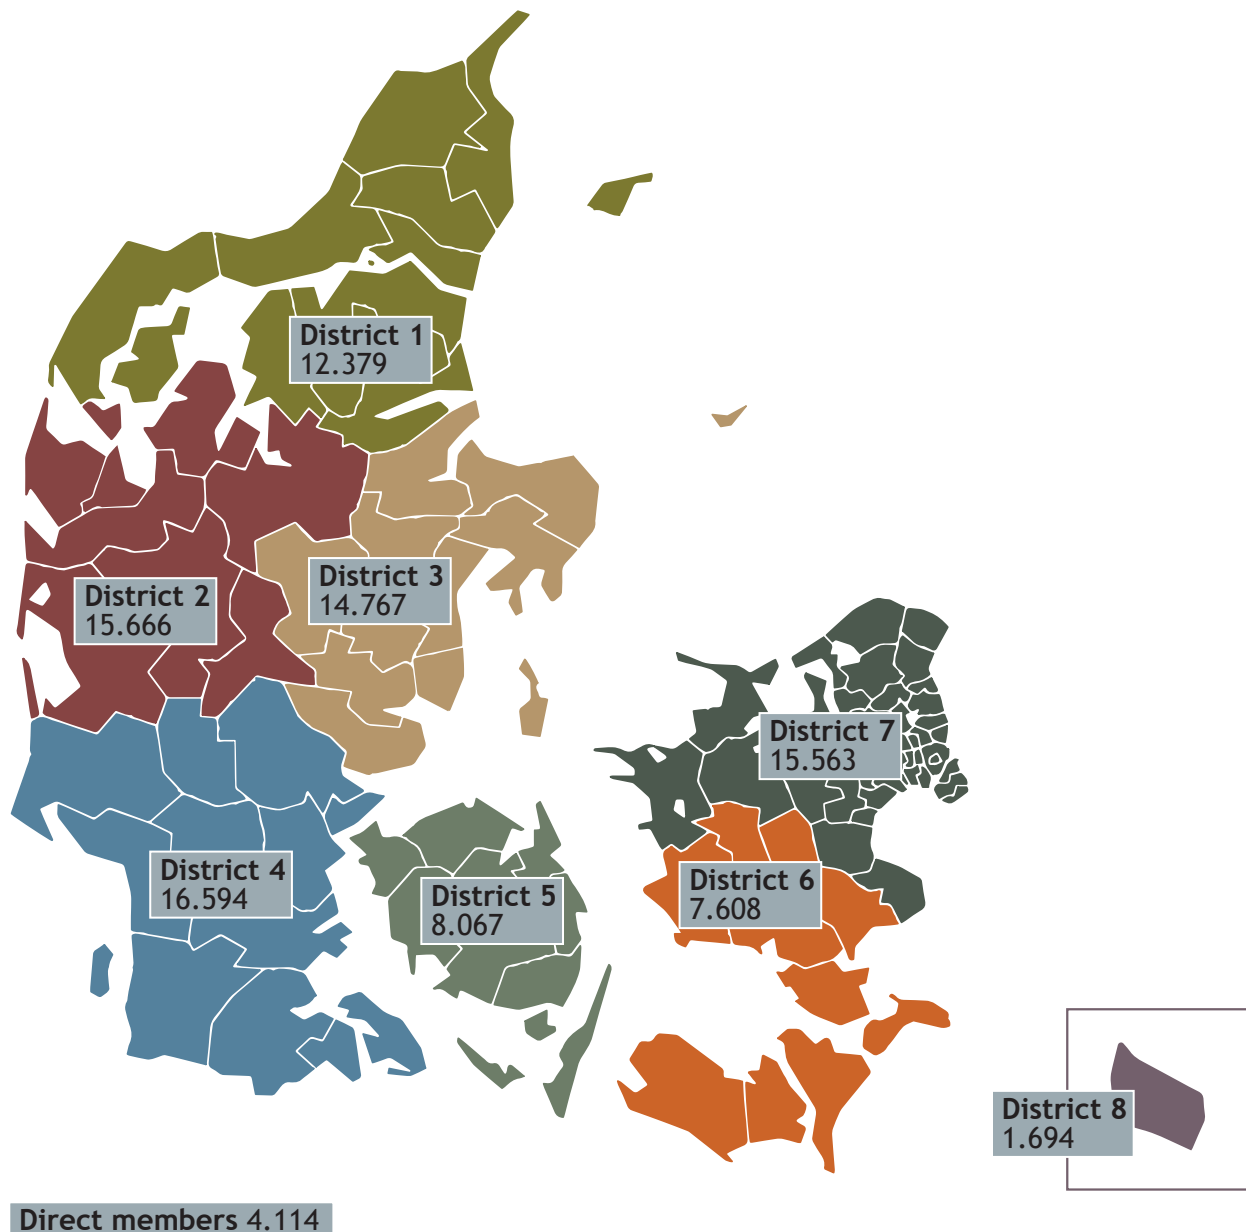 District 1
12.379
District 2
15.666
District 3
14.767
District 7
15.563
District 4
16.594
District 5
8.067
District 6
7.608
District 8
1.694
Direct members 4.114